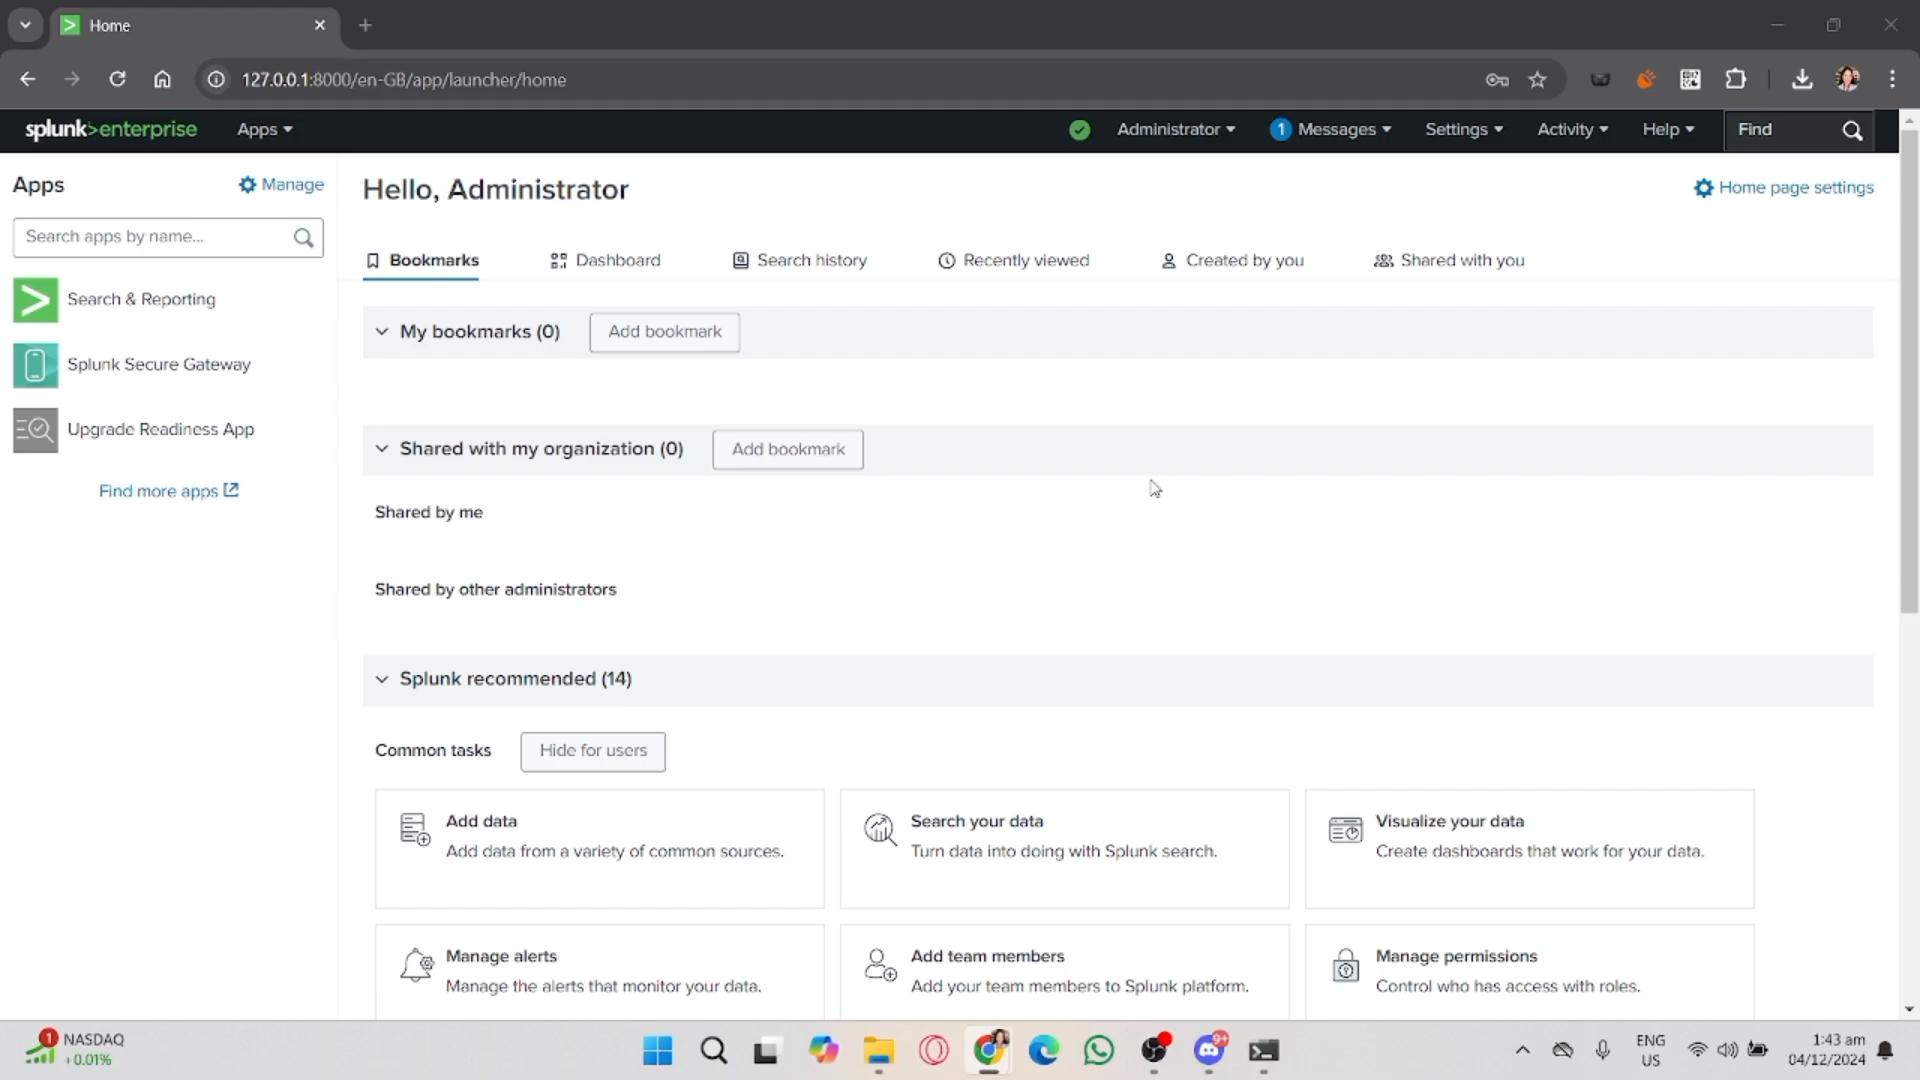 Home
127.0.0.1:8000/en-GB/app/launcher/home
splunk>enterprise
Apps
Administrator
1 Messages
Settings
Activity
Help
Find
Apps
Manage
Search apps by name...
Search & Reporting
Splunk Secure Gateway
Upgrade Readiness App
Find more apps
Hello, Administrator
Home page settings
Bookmarks
Dashboard
Search history
Recently viewed
Created by you
Shared with you
My bookmarks (0)
Add bookmark
Shared with my organization (0)
Add bookmark
Shared by me
Shared by other administrators
Splunk recommended (14)
Common tasks
Hide for users
Add data
Add data from a variety of common sources.
Search your data
Turn data into doing with Splunk search.
Visualize your data
Create dashboards that work for your data.
Manage alerts
Manage the alerts that monitor your data.
Add team members
Add your team members to Splunk platform.
Manage permissions
Control who has access with roles.
1
NASDAQ
+0.01%
9+
ENG
US
1:43 am
04/12/2024